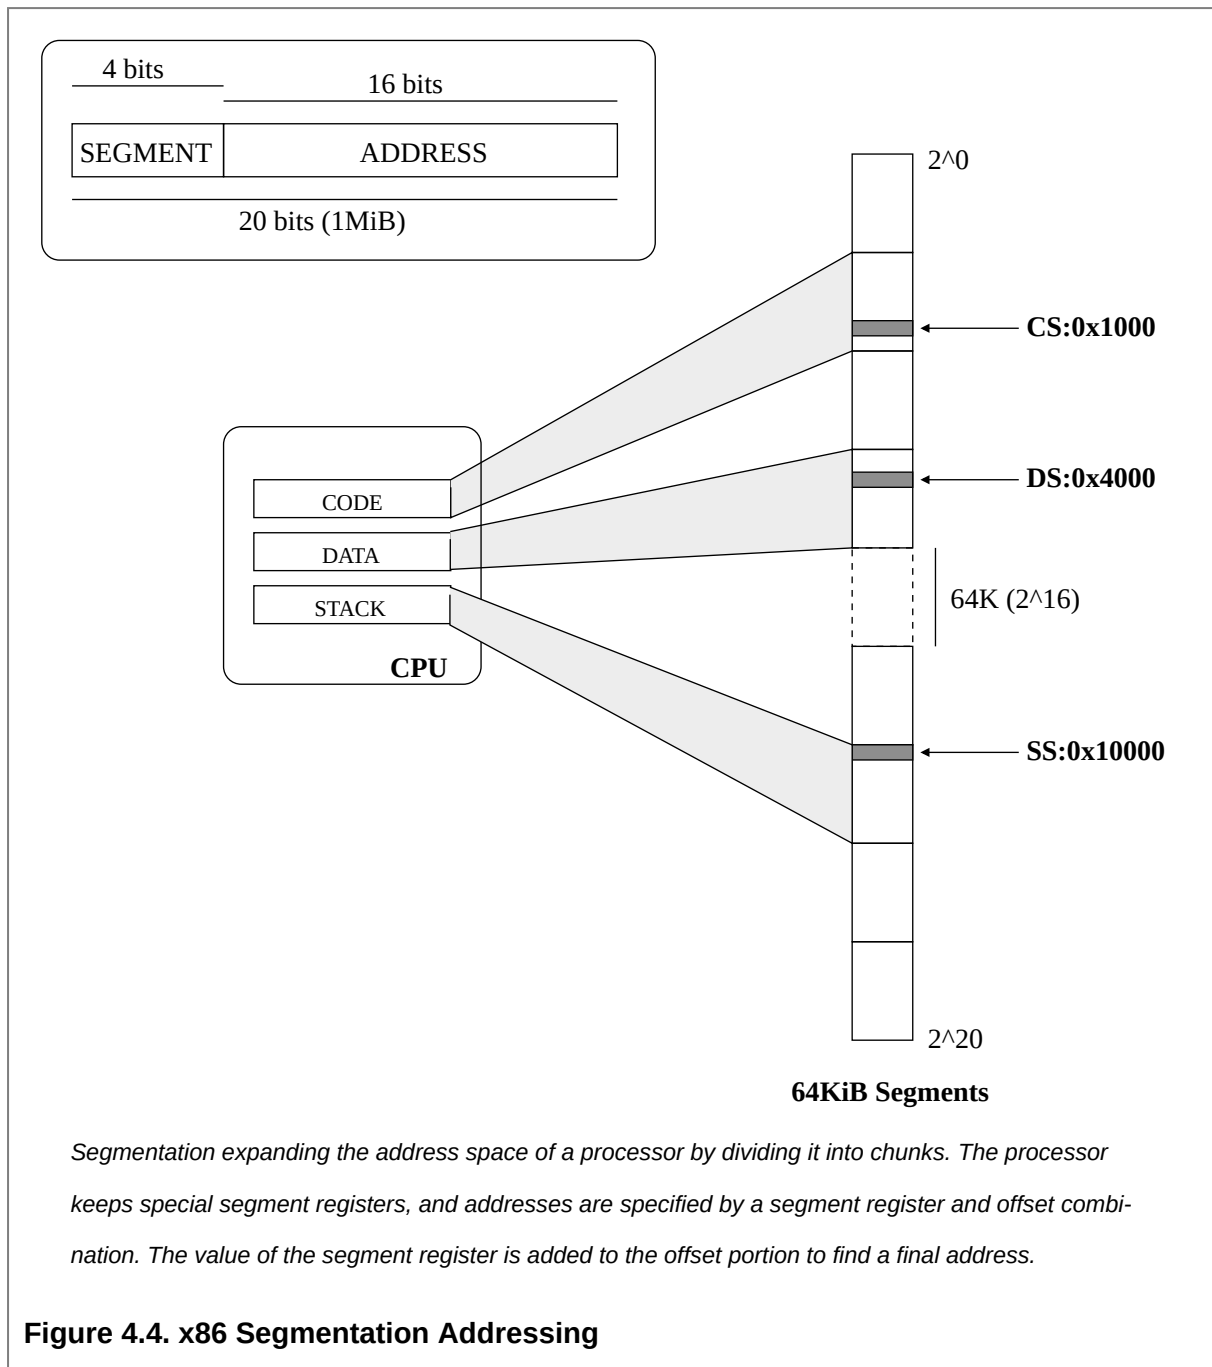 4 bits
16 bits
SEGMENT
ADDRESS
20 bits (1MiB)
2^0
CS:0x1000
DS:0x4000
CODE
DATA
STACK
CPU
64K (2^16)
SS:0x10000
2^20
64KiB Segments
Segmentation expanding the address space of a processor by dividing it into chunks. The processor
keeps special segment registers, and addresses are specified by a segment register and offset combi-
nation. The value of the segment register is added to the offset portion to find a final address.
Figure 4.4. x86 Segmentation Addressing